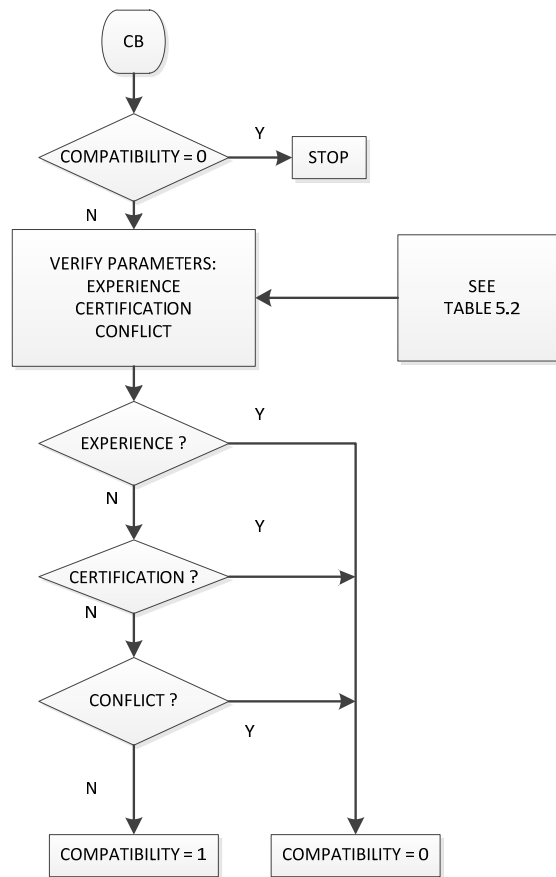 CB
COMPATIBILITY = 0
Y
STOP
N
VERIFY PARAMETERS:
EXPERIENCE
CERTIFICATION
CONFLICT
SEE
TABLE 5.2
EXPERIENCE ?
Y
N
CERTIFICATION ?
Y
N
CONFLICT ?
Y
N
COMPATIBILITY = 1
COMPATIBILITY = 0